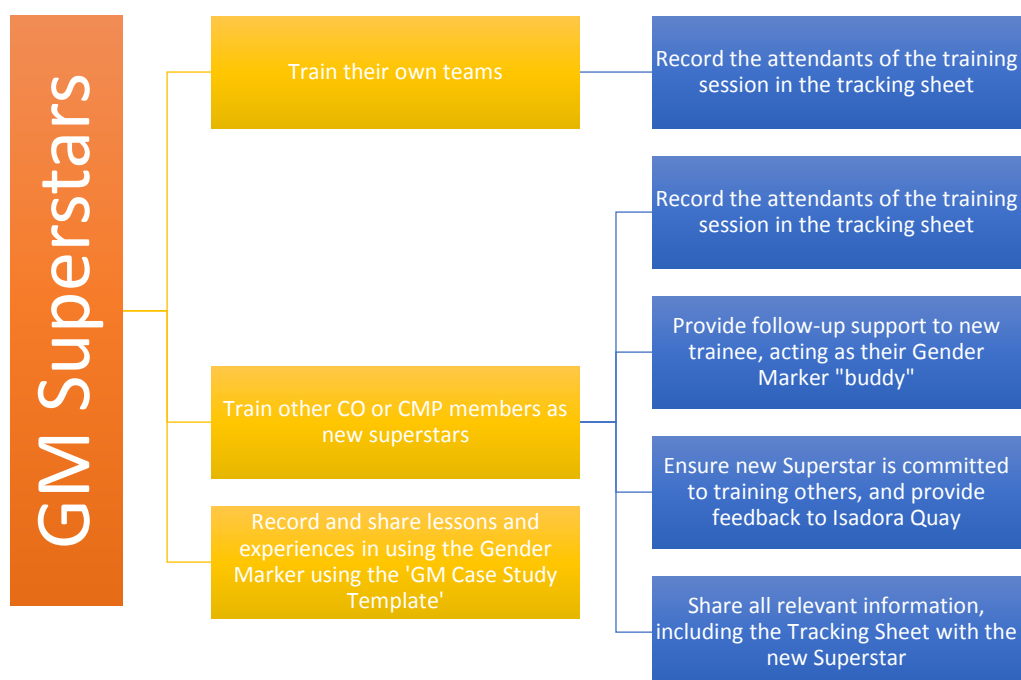 GM Superstars
Train their own teams
Record the attendants of the training
session in the tracking sheet
Train other CO or CMP members as
new superstars
Record the attendants of the training
session in the tracking sheet
Provide follow-up support to new
trainee, acting as their Gender
Marker "buddy"
Ensure new Superstar is committed
to training others, and provide
feedback to Isadora Quay
Share all relevant information,
including the Tracking Sheet with the
new Superstar
Record and share lessons and
experiences in using the Gender
Marker using the 'GM Case Study
Template'